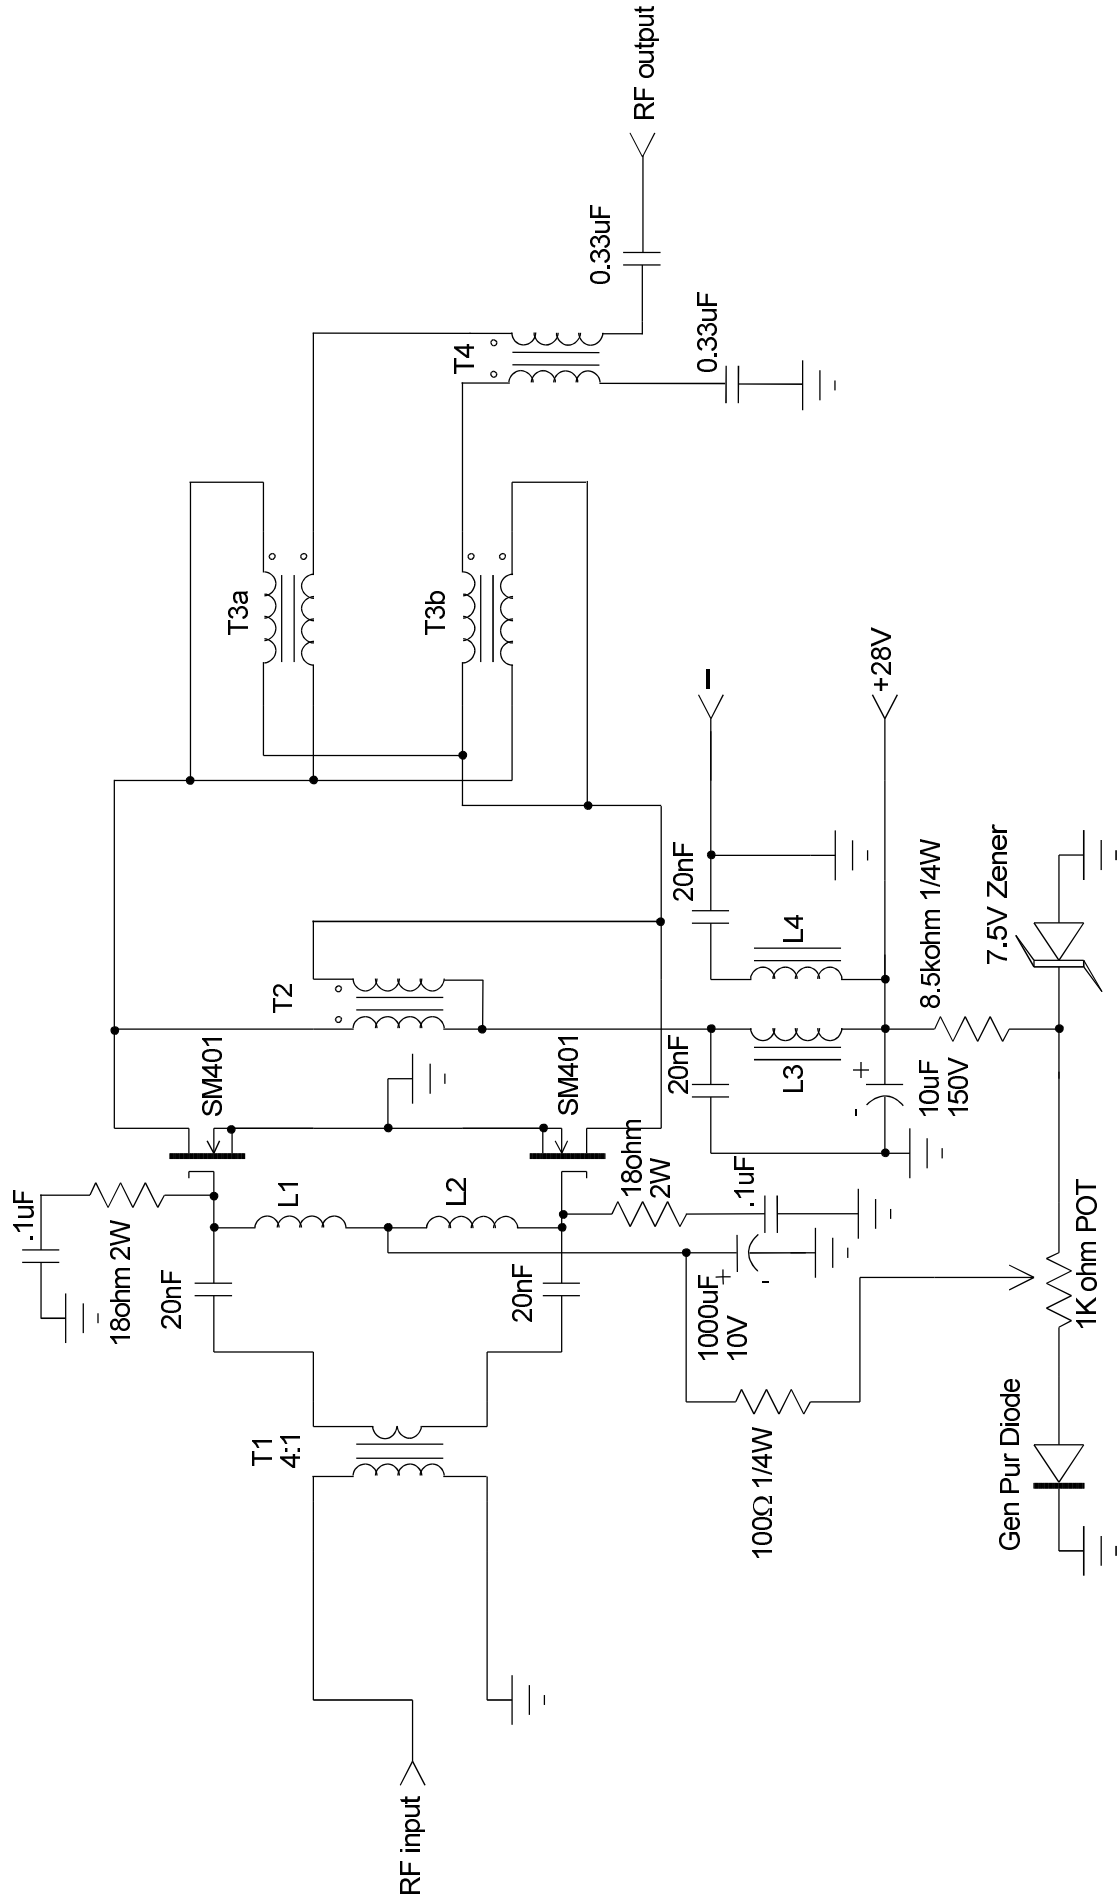 RF input
T1
4:1
.1uF
18ohm 2W
20nF
20nF
L1
L2
SM401
SM401
18ohm
2W
.1uF
1000uF
10V
+
-
100Ω 1/4W
Gen Pur Diode
1K ohm POT
T2
20nF
L3
+
-
10uF
150V
20nF
L4
8.5kohm 1/4W
7.5V Zener
T3a
T3b
I
+28V
T4
0.33uF
0.33uF
RF output